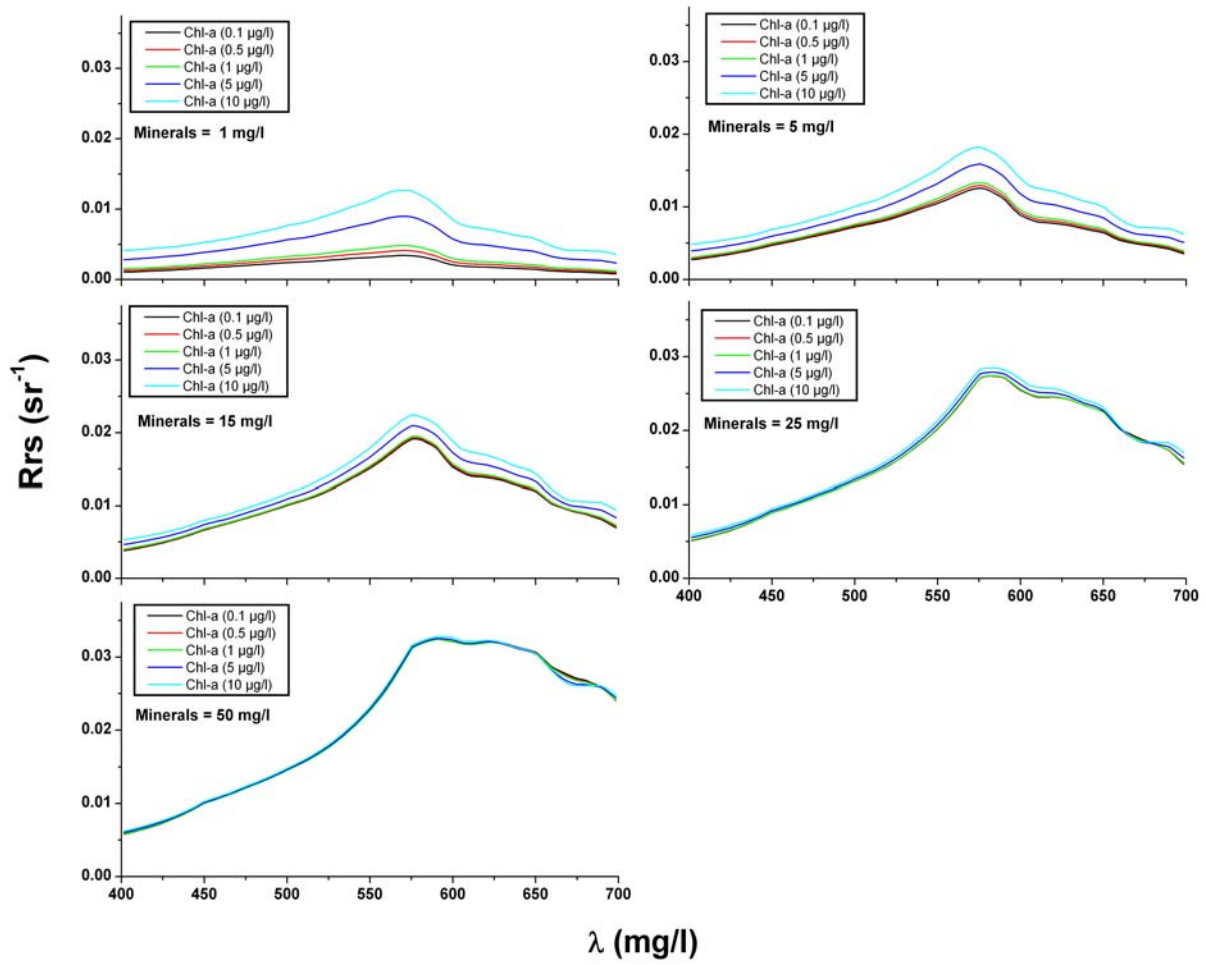 Chl-a (0.1 µg/l)
Chl-a (0.5 µg/l)
Chl-a (1 µg/l)
Chl-a (5 µg/l)
Chl-a (10 µg/l)
Minerals = 1 mg/l
0.03
0.02
0.01
0.00
Chl-a (0.1 µg/l)
Chl-a (0.5 µg/l)
Chl-a (1 µg/l)
Chl-a (5 µg/l)
Chl-a (10 µg/l)
Minerals = 5 mg/l
0.03
0.02
0.01
0.00
Chl-a (0.1 µg/l)
Chl-a (0.5 µg/l)
Chl-a (1 µg/l)
Chl-a (5 µg/l)
Chl-a (10 µg/l)
Minerals = 15 mg/l
0.03
0.02
0.01
0.00
Chl-a (0.1 µg/l)
Chl-a (0.5 µg/l)
Chl-a (1 µg/l)
Chl-a (5 µg/l)
Chl-a (10 µg/l)
Minerals = 25 mg/l
0.03
0.02
0.01
0.00
400 450 500 550 600 650 700
Chl-a (0.1 µg/l)
Chl-a (0.5 µg/l)
Chl-a (1 µg/l)
Chl-a (5 µg/l)
Chl-a (10 µg/l)
Minerals = 50 mg/l
0.03
0.02
0.01
0.00
400 450 500 550 600 650 700
Rrs (sr⁻¹)
λ (mg/l)